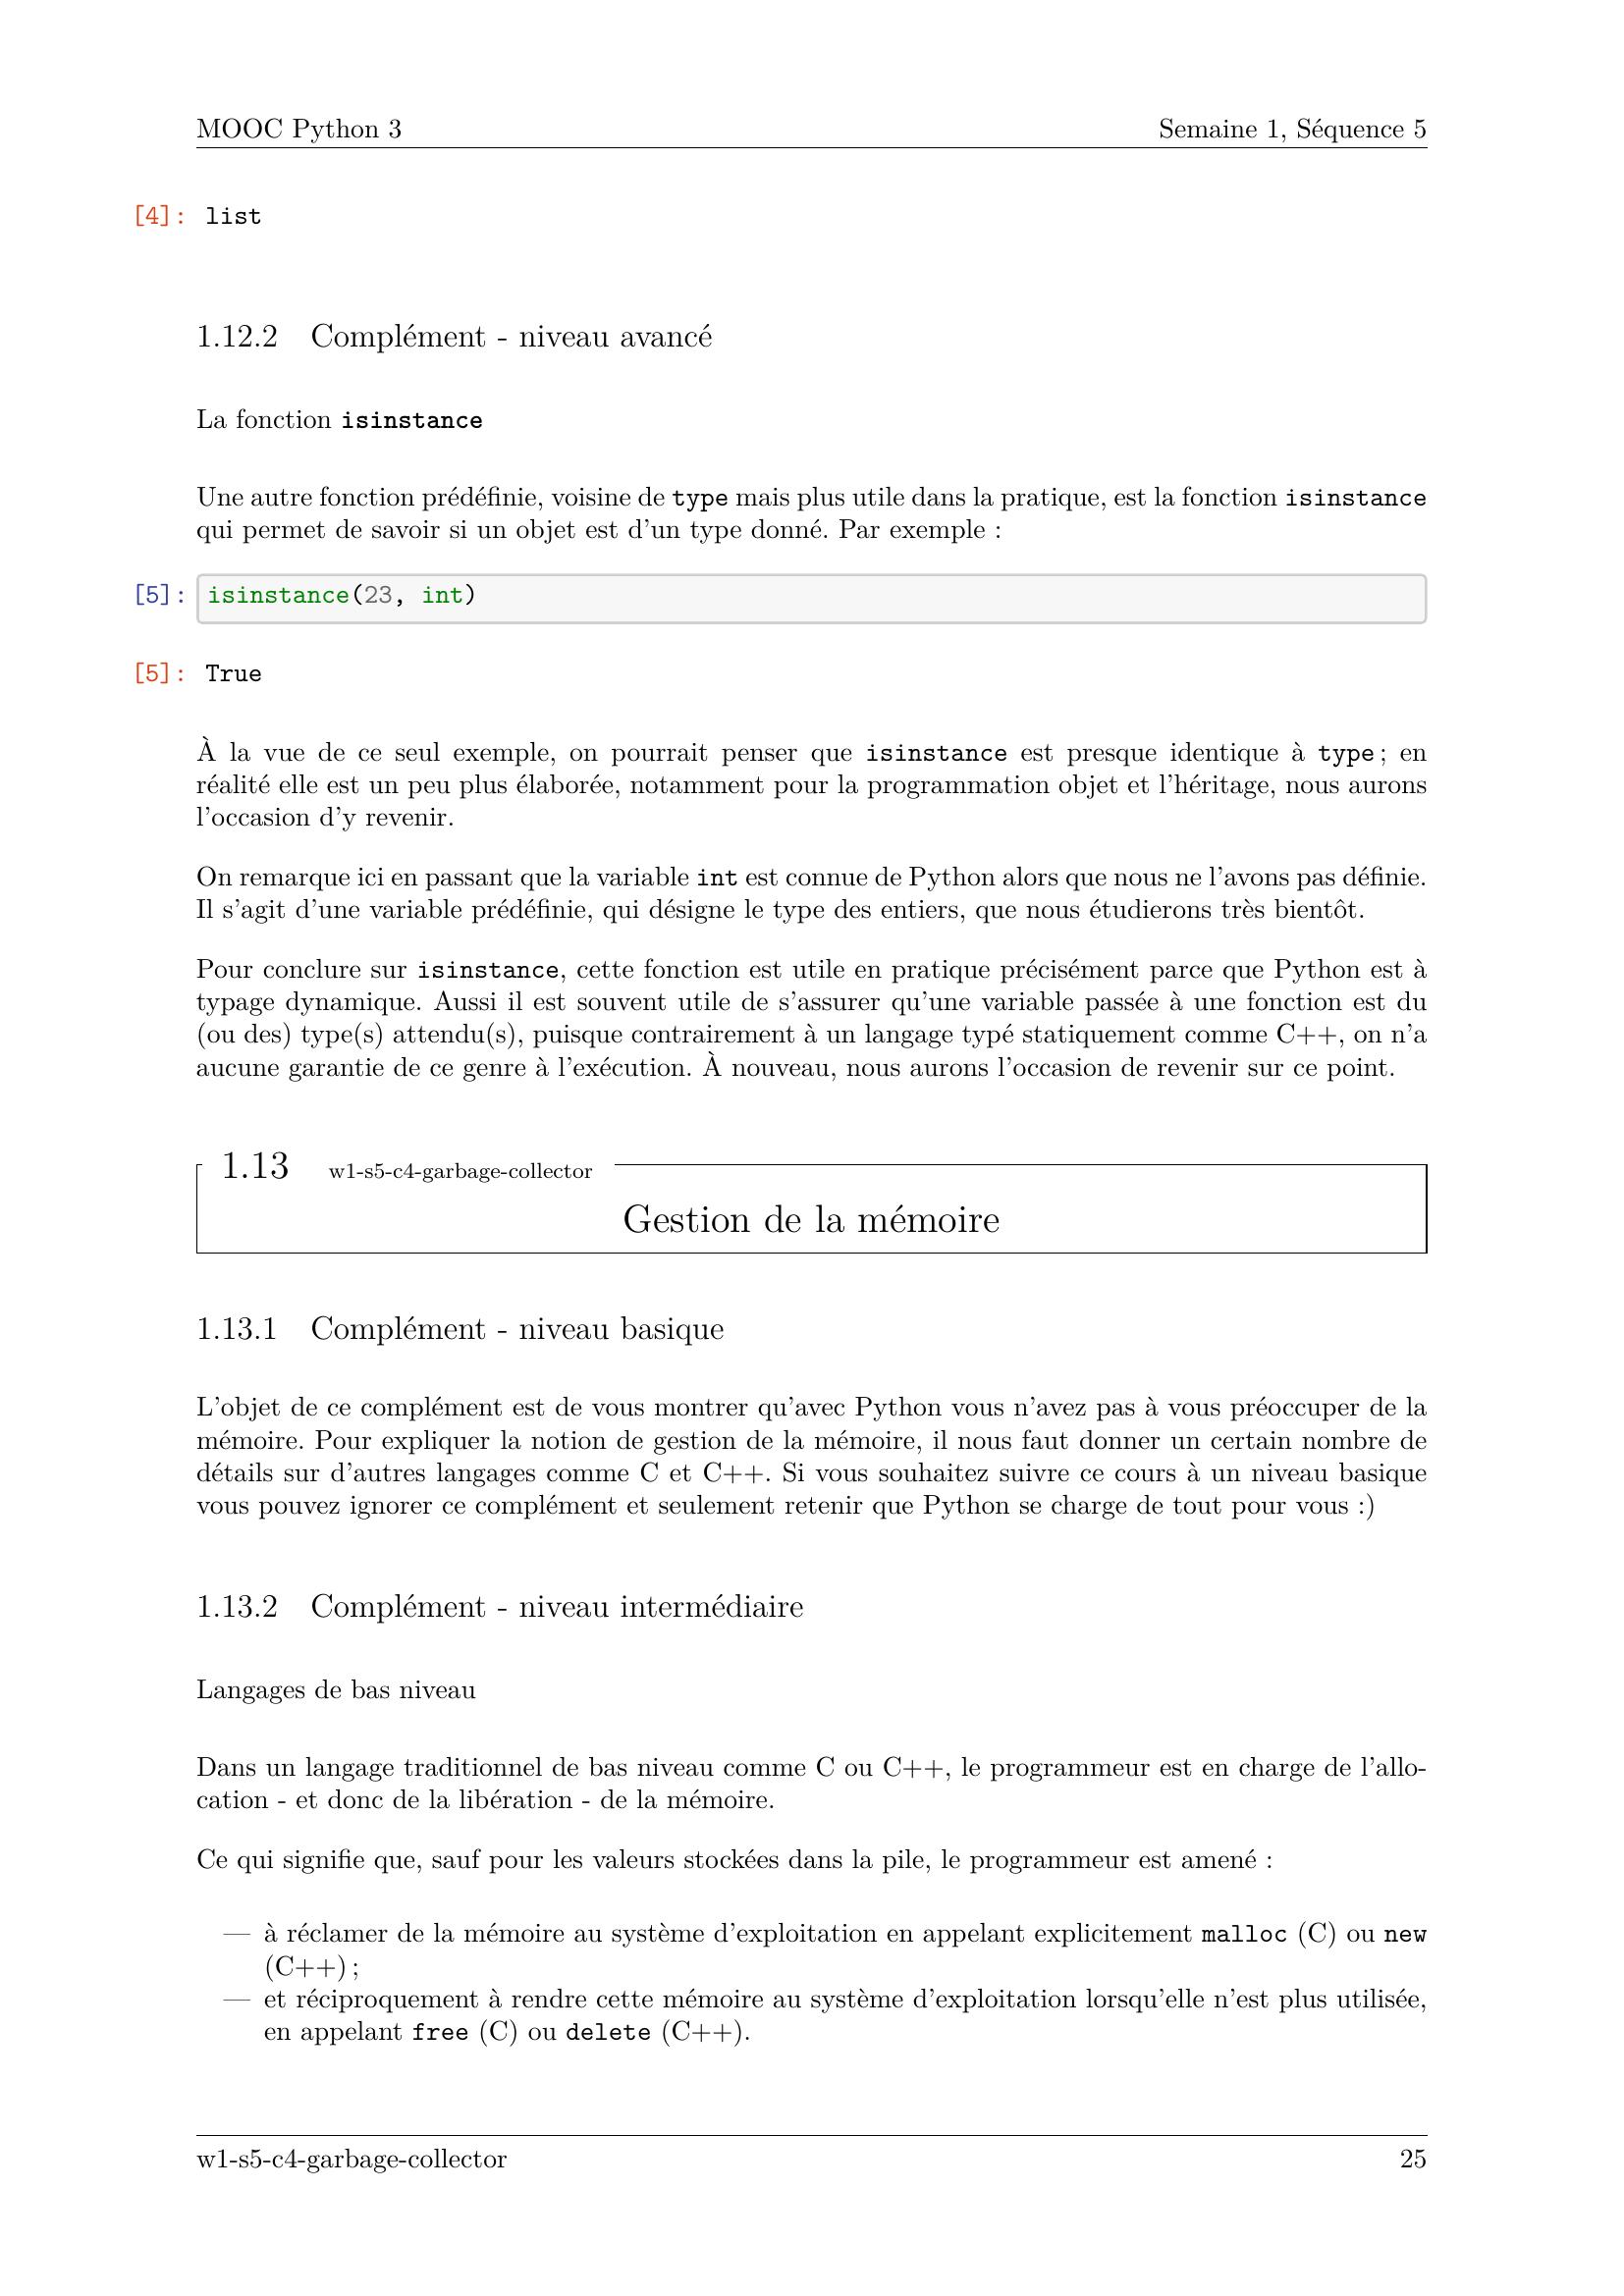 MOOC Python 3 Semaine 1, Séquence 5
[4]: list
1.12.2 Complément - niveau avancé
La fonction isinstance
Une autre fonction prédéfinie, voisine de type mais plus utile dans la pratique, est la fonction isinstance
qui permet de savoir si un objet est d'un type donné. Par exemple :
[5]: isinstance(23, int)
[5]: True
À la vue de ce seul exemple, on pourrait penser que isinstance est presque identique à type ; en
réalité elle est un peu plus élaborée, notamment pour la programmation objet et l'héritage, nous aurons
l'occasion d'y revenir.
On remarque ici en passant que la variable int est connue de Python alors que nous ne l'avons pas définie.
Il s'agit d'une variable prédéfinie, qui désigne le type des entiers, que nous étudierons très bientôt.
Pour conclure sur isinstance, cette fonction est utile en pratique précisément parce que Python est à
typage dynamique. Aussi il est souvent utile de s'assurer qu'une variable passée à une fonction est du
(ou des) type(s) attendu(s), puisque contrairement à un langage typé statiquement comme C++, on n'a
aucune garantie de ce genre à l'exécution. À nouveau, nous aurons l'occasion de revenir sur ce point.
1.13 w1-s5-c4-garbage-collector
Gestion de la mémoire
1.13.1 Complément - niveau basique
L'objet de ce complément est de vous montrer qu'avec Python vous n'avez pas à vous préoccuper de la
mémoire. Pour expliquer la notion de gestion de la mémoire, il nous faut donner un certain nombre de
détails sur d'autres langages comme C et C++. Si vous souhaitez suivre ce cours à un niveau basique
vous pouvez ignorer ce complément et seulement retenir que Python se charge de tout pour vous :)
1.13.2 Complément - niveau intermédiaire
Langages de bas niveau
Dans un langage traditionnel de bas niveau comme C ou C++, le programmeur est en charge de l'allo-
cation - et donc de la libération - de la mémoire.
Ce qui signifie que, sauf pour les valeurs stockées dans la pile, le programmeur est amené :
— à réclamer de la mémoire au système d'exploitation en appelant explicitement malloc (C) ou new
(C++) ;
— et réciproquement à rendre cette mémoire au système d'exploitation lorsqu'elle n'est plus utilisée,
en appelant free (C) ou delete (C++).
w1-s5-c4-garbage-collector 25